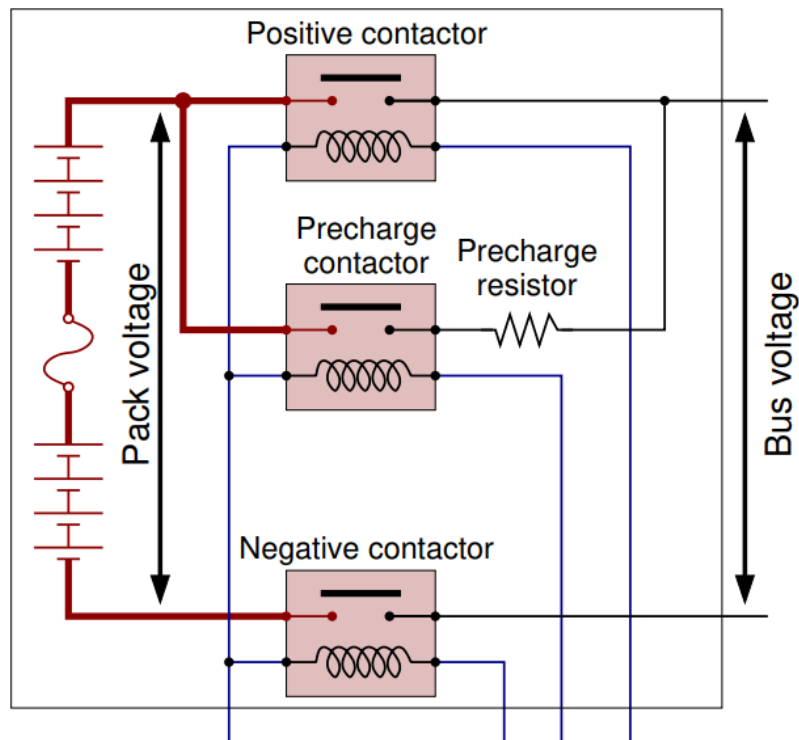 Positive contactor
Precharge
contactor
Precharge
resistor
Pack voltage
Bus voltage
Negative contactor